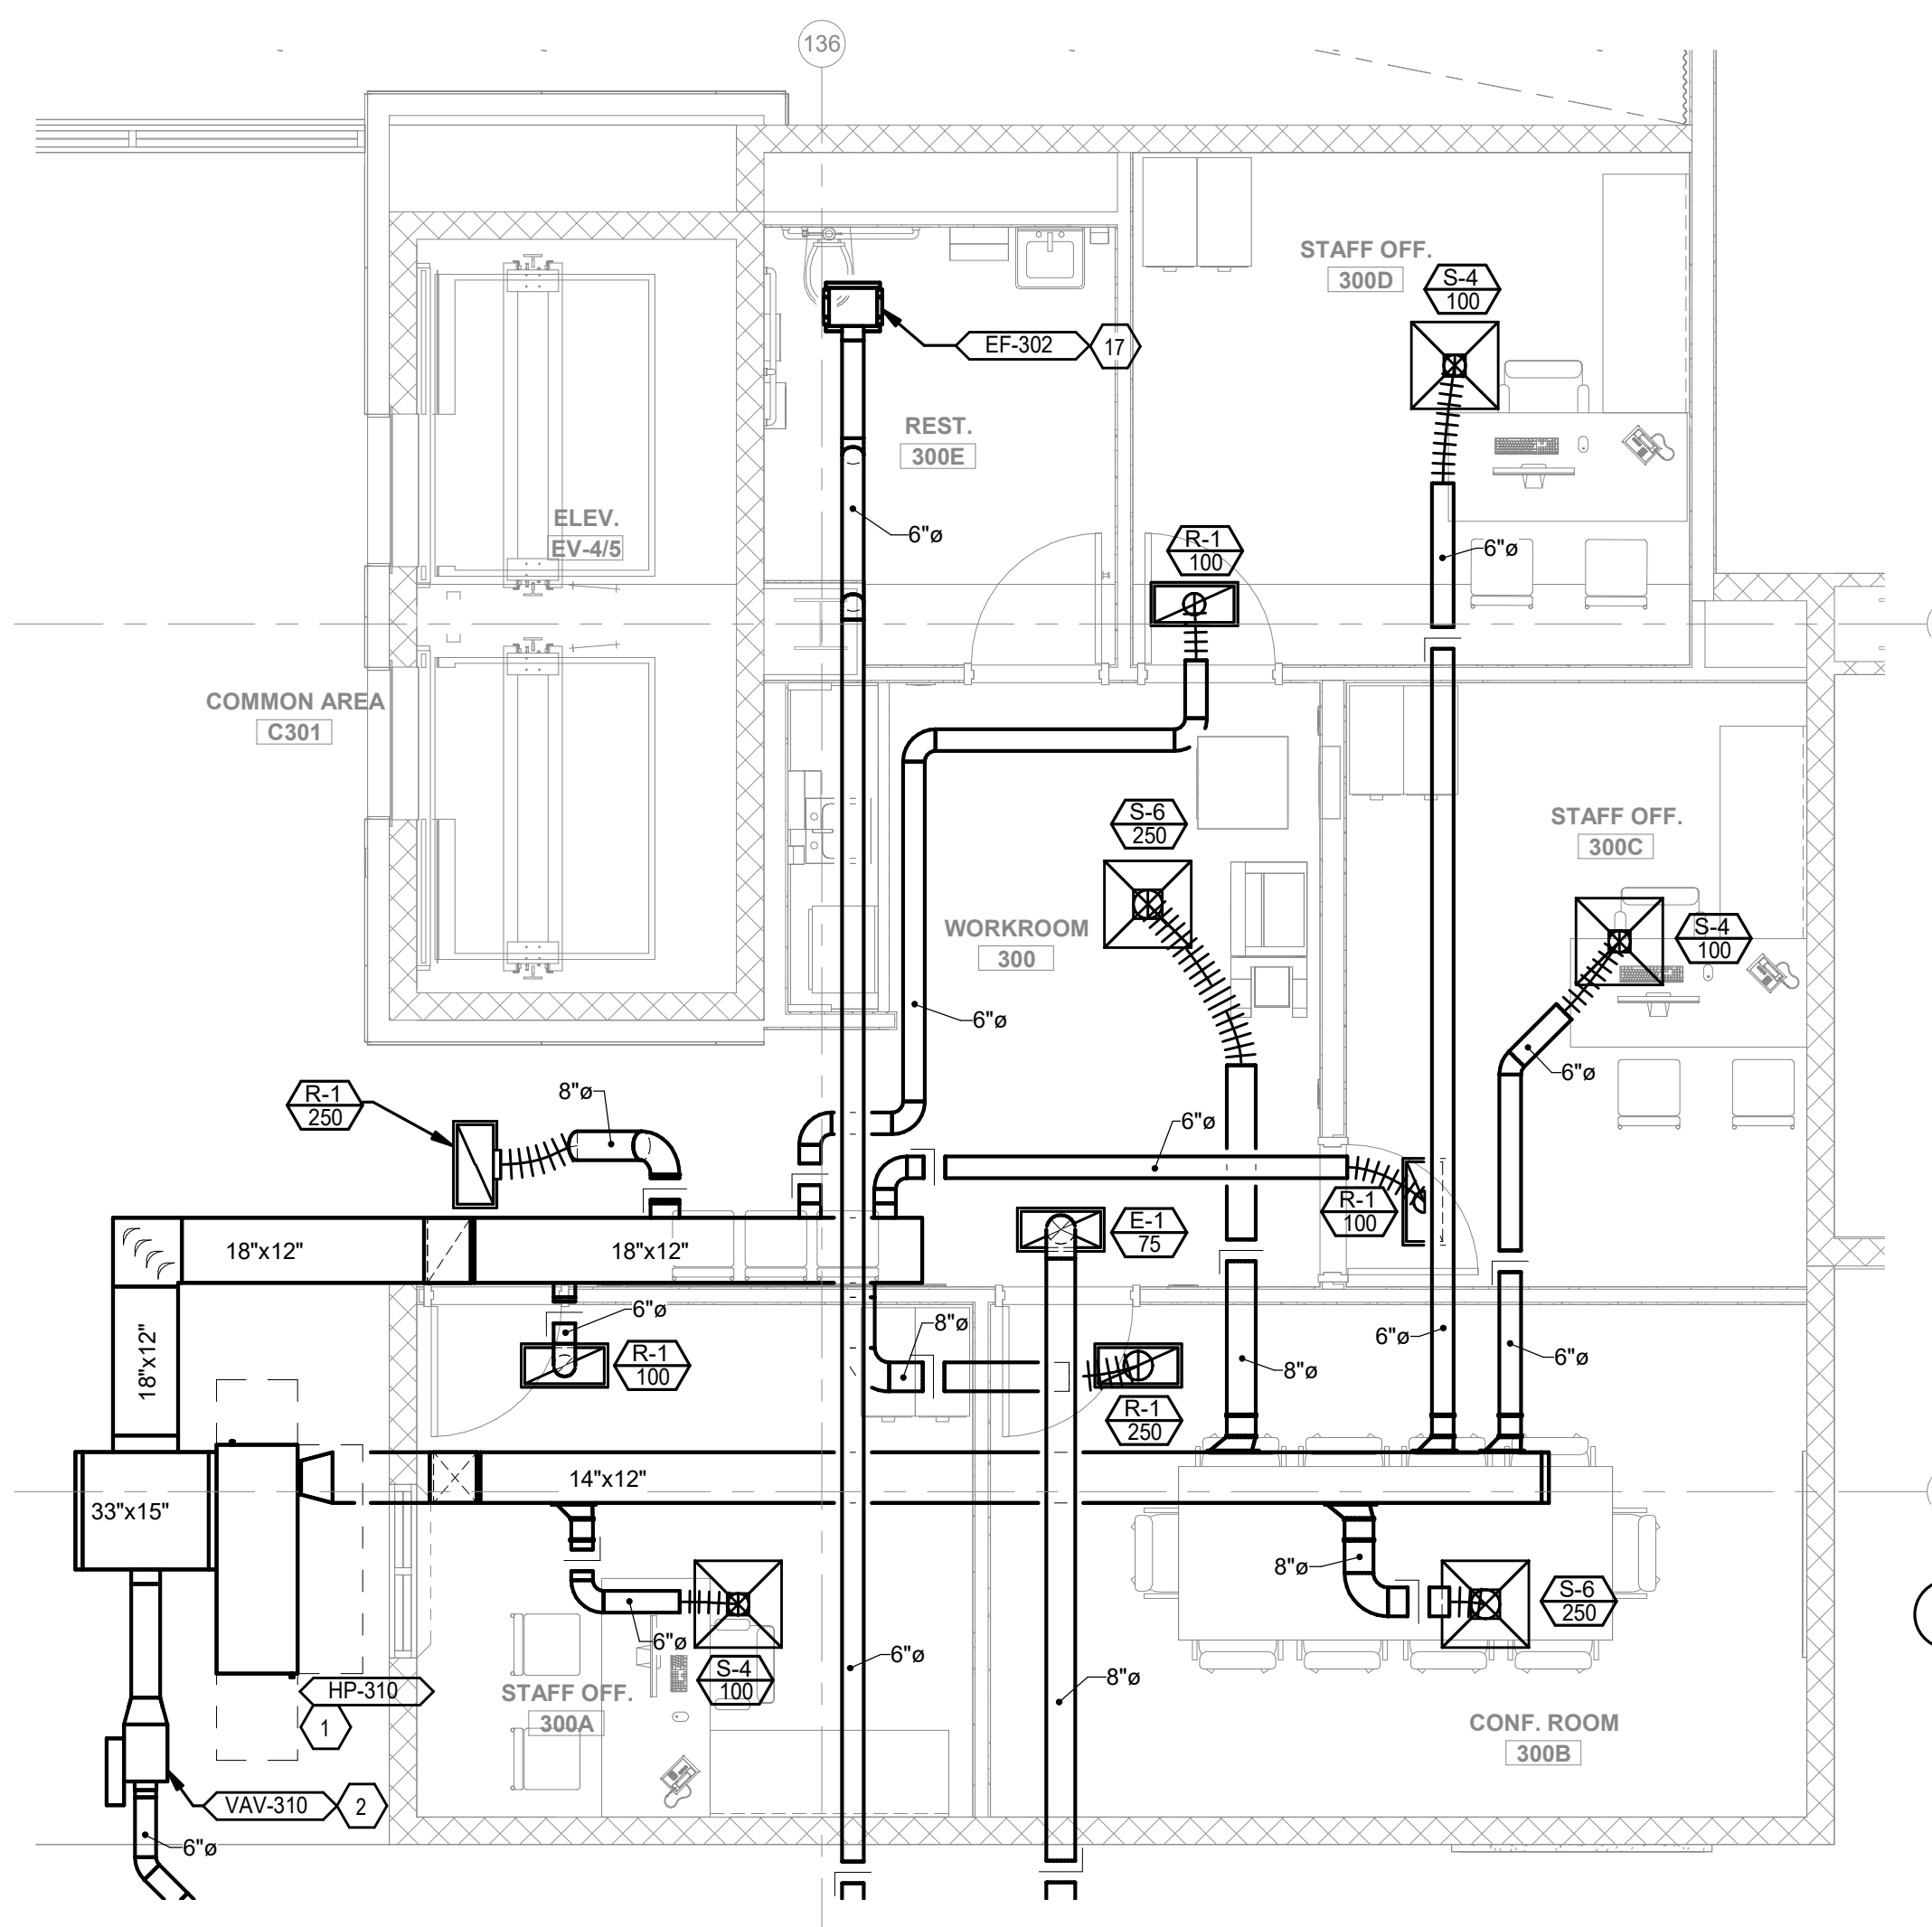 136
STAFF OFF.
300D
S-4
100
EF-302
17
REST.
300E
ELEV.
EV-4/5
6"ø
R-1
100
6"ø
COMMON AREA
C301
S-6
250
STAFF OFF.
300C
WORKROOM
300
S-4
100
6"ø
6"ø
R-1
250
8"ø
6"ø
R-1
100
E-1
75
18"x12"
18"x12"
6"ø
8"ø
18"x12"
R-1
100
6"ø
6"ø
8"ø
R-1
250
14"x12"
33"x15"
8"ø
S-6
250
6"ø
6"ø
S-4
100
8"ø
HP-310
1
STAFF OFF.
300A
CONF. ROOM
300B
VAV-310
2
6"ø